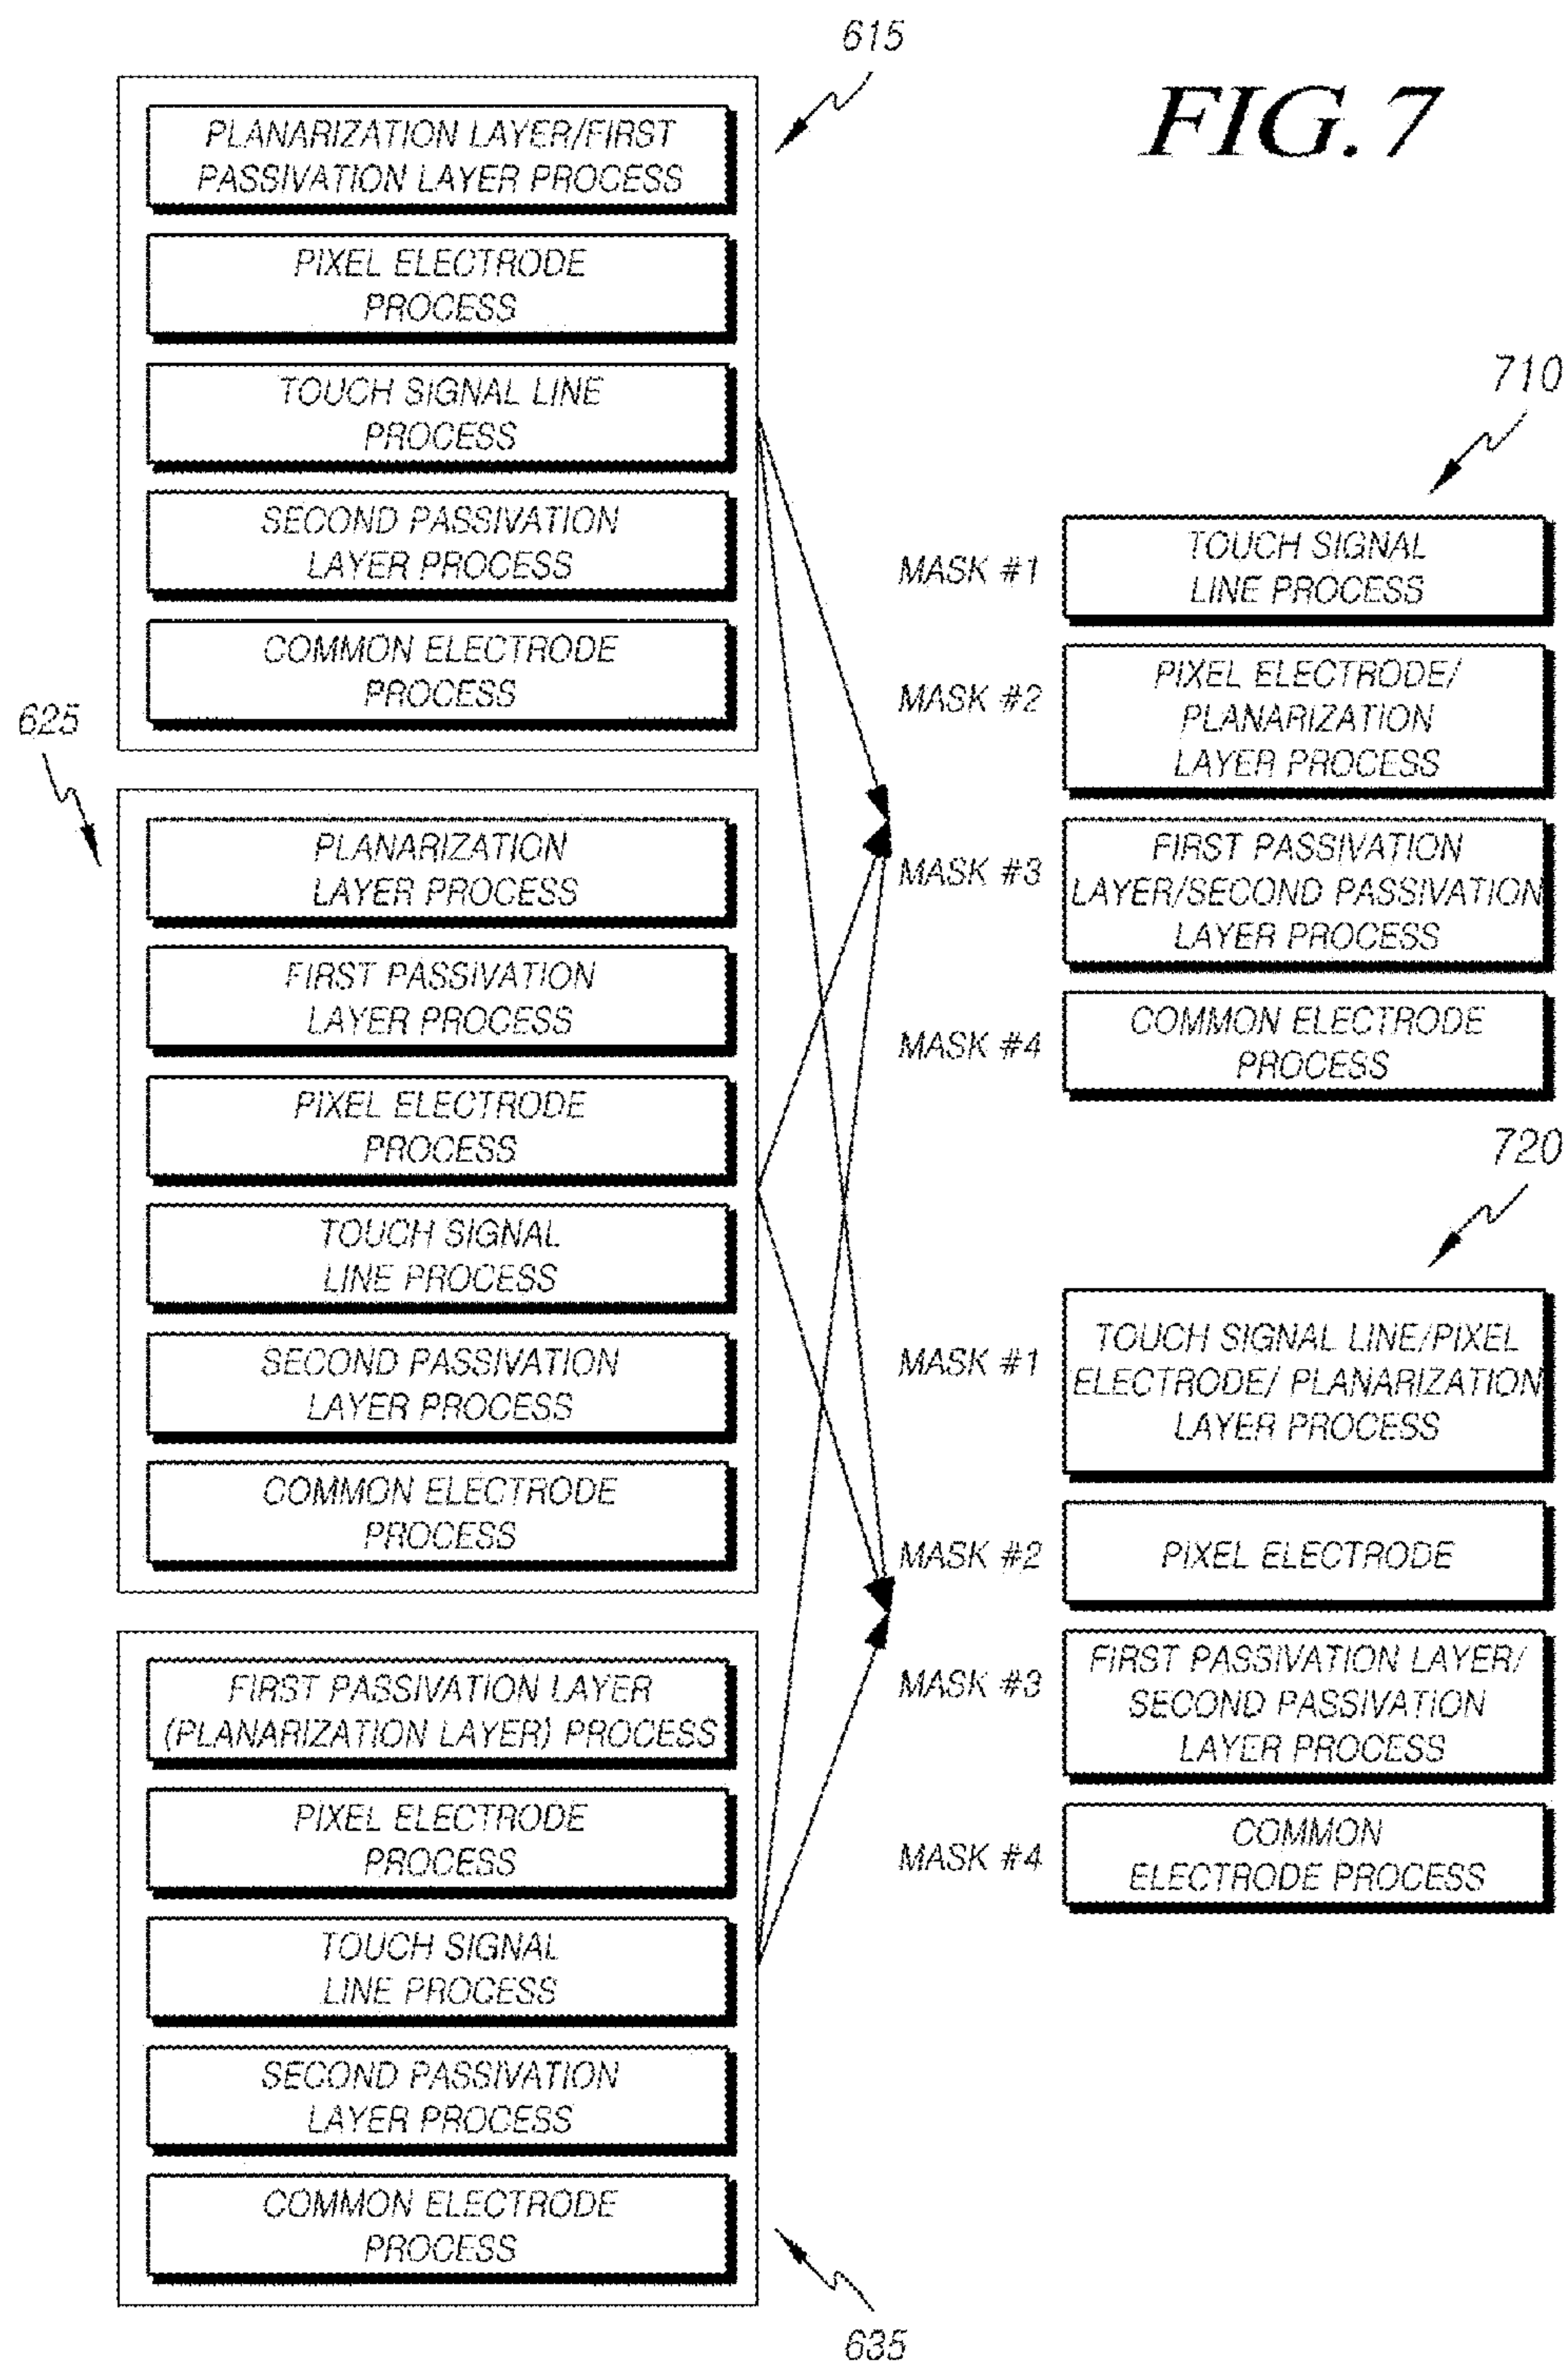 615
FIG. 7
PLANARIZATION LAYER/FIRST
PASSIVATION LAYER PROCESS
PIXEL ELECTRODE
PROCESS
TOUCH SIGNAL LINE
PROCESS
SECOND PASSIVATION
LAYER PROCESS
COMMON ELECTRODE
PROCESS
625
PLANARIZATION
LAYER PROCESS
FIRST PASSIVATION
LAYER PROCESS
PIXEL ELECTRODE
PROCESS
TOUCH SIGNAL
LINE PROCESS
SECOND PASSIVATION
LAYER PROCESS
COMMON ELECTRODE
PROCESS
FIRST PASSIVATION LAYER
(PLANARIZATION LAYER) PROCESS
PIXEL ELECTRODE
PROCESS
TOUCH SIGNAL
LINE PROCESS
SECOND PASSIVATION
LAYER PROCESS
COMMON ELECTRODE
PROCESS
635
710
MASK #1
TOUCH SIGNAL
LINE PROCESS
MASK #2
PIXEL ELECTRODE/
PLANARIZATION
LAYER PROCESS
MASK #3
FIRST PASSIVATION
LAYER/SECOND PASSIVATION
LAYER PROCESS
MASK #4
COMMON ELECTRODE
PROCESS
720
MASK #1
TOUCH SIGNAL LINE/PIXEL
ELECTRODE/ PLANARIZATION
LAYER PROCESS
MASK #2
PIXEL ELECTRODE
MASK #3
FIRST PASSIVATION LAYER/
SECOND PASSIVATION
LAYER PROCESS
MASK #4
COMMON
ELECTRODE PROCESS